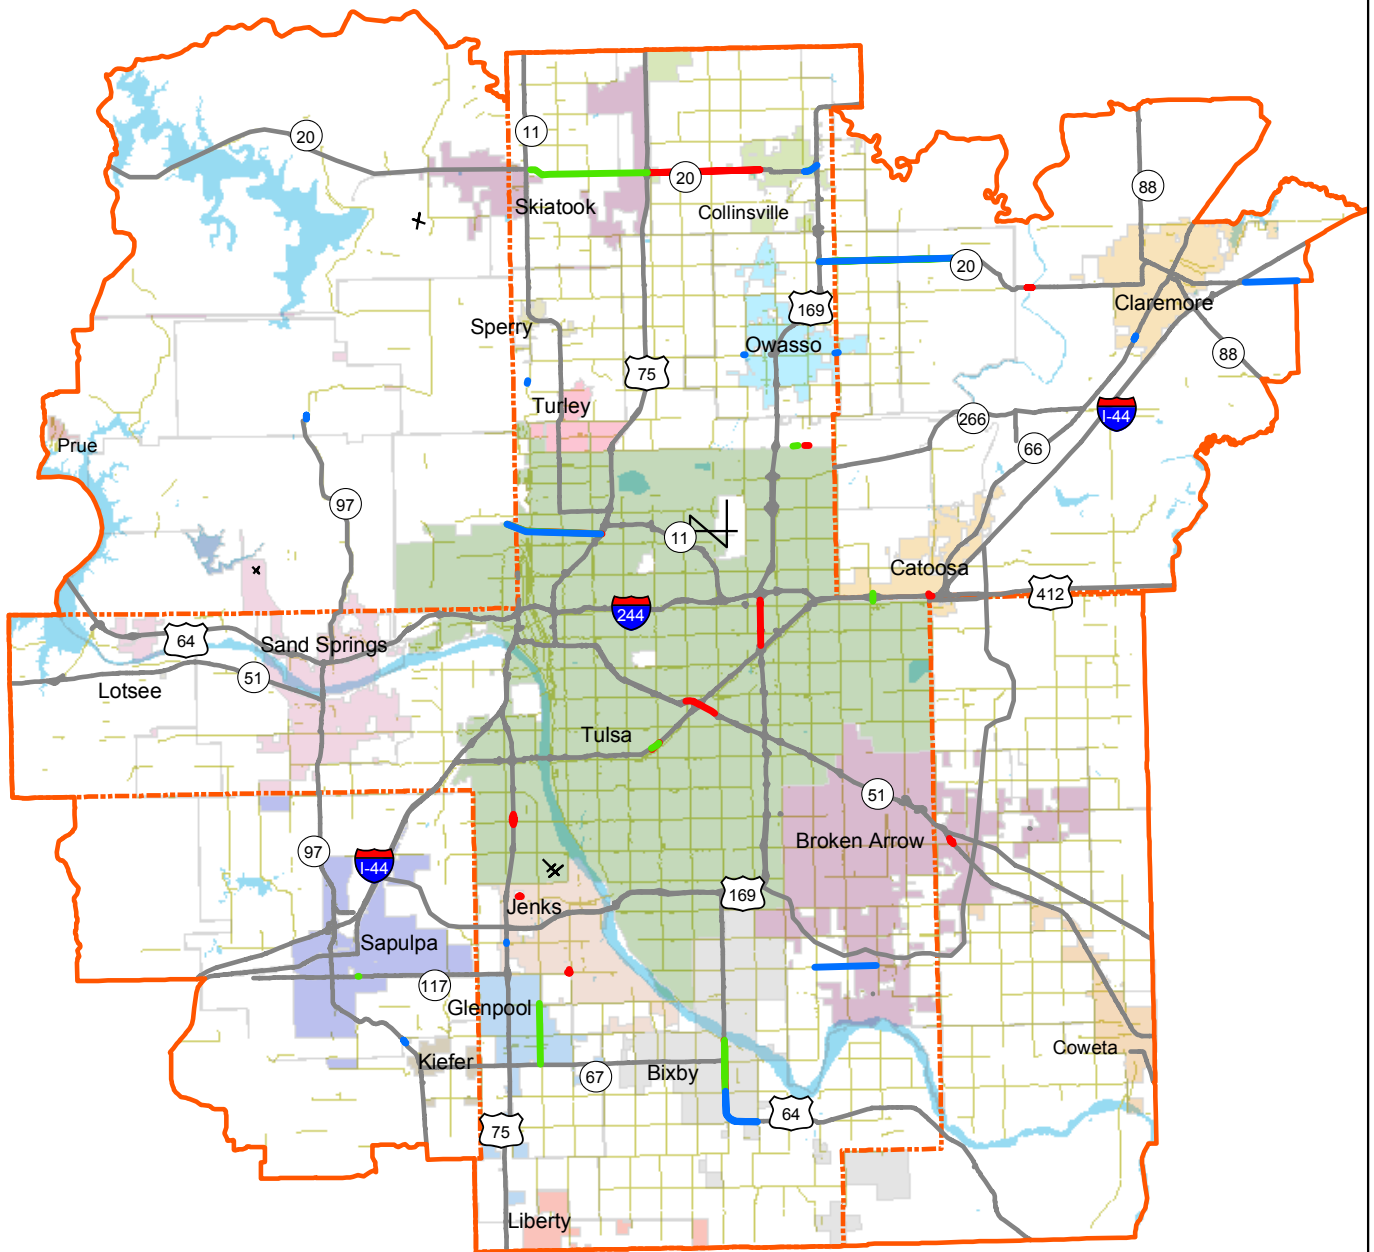 20
11
88
20
Skiatook
Collinsville
20
169
Claremore
Sperry
Owasso
88
75
Turley
266
I-44
Prue
66
97
11
Catoosa
412
244
64
Sand Springs
51
Lotsee
Tulsa
51
Broken Arrow
97
I-44
169
Jenks
Sapulpa
117
Glenpool
Coweta
Kiefer
67
Bixby
64
75
Liberty